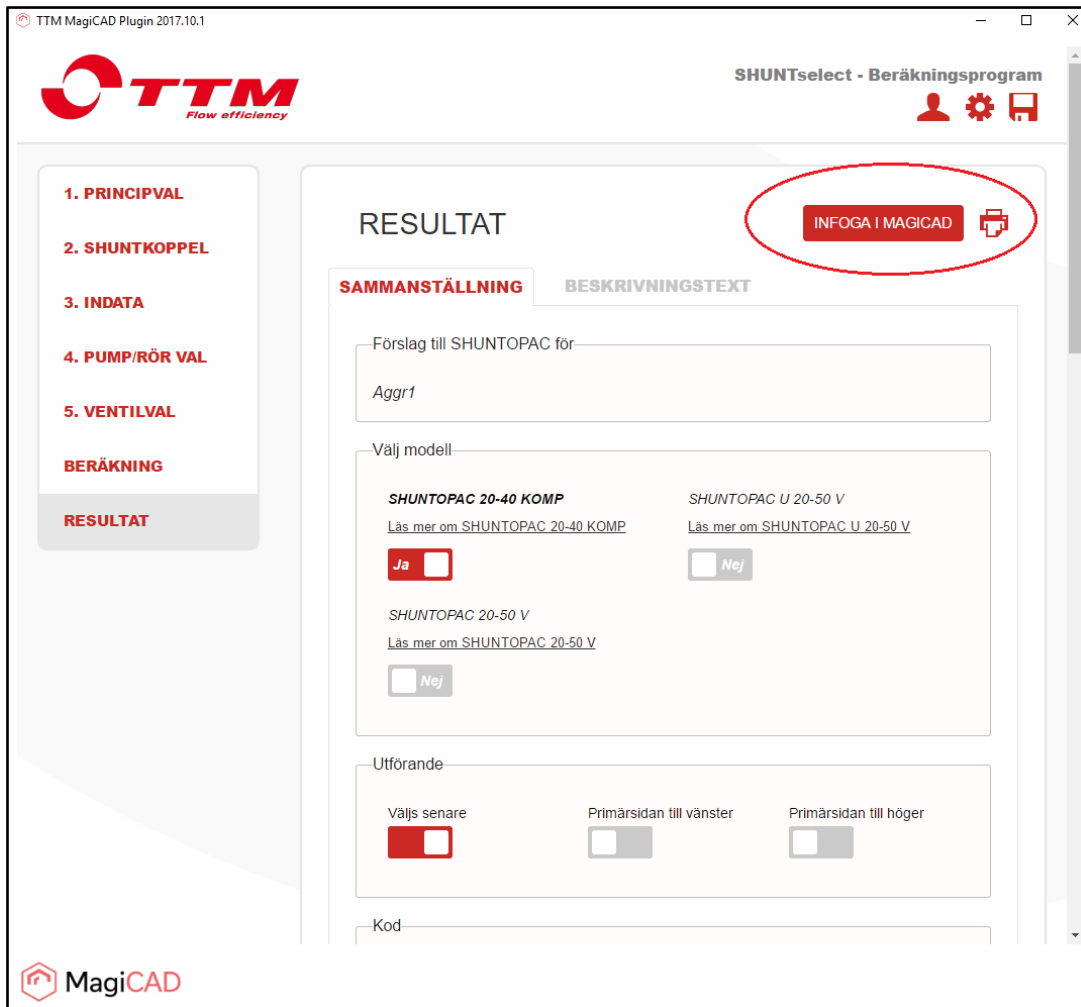 TTM MagiCAD Plugin 2017.10.1
TTM
Flow efficiency
SHUNTselect - Beräkningsprogram
1. PRINCIPVAL
2. SHUNTKOPPEL
3. INDATA
4. PUMP/RÖR VAL
5. VENTILVAL
BERÄKNING
RESULTAT
RESULTAT
INFOGA I MAGICAD
SAMMANSTÄLLNING BESKRIVNINGSTEXT
Förslag till SHUNTOPAC för
Aggr1
Välj modell
SHUNTOPAC 20-40 KOMP
Läs mer om SHUNTOPAC 20-40 KOMP
Ja
SHUNTOPAC U 20-50 V
Läs mer om SHUNTOPAC U 20-50 V
Nej
SHUNTOPAC 20-50 V
Läs mer om SHUNTOPAC 20-50 V
Nej
Utförande
Väljs senare
Primärsidan till vänster
Primärsidan till höger
Kod
MagiCAD